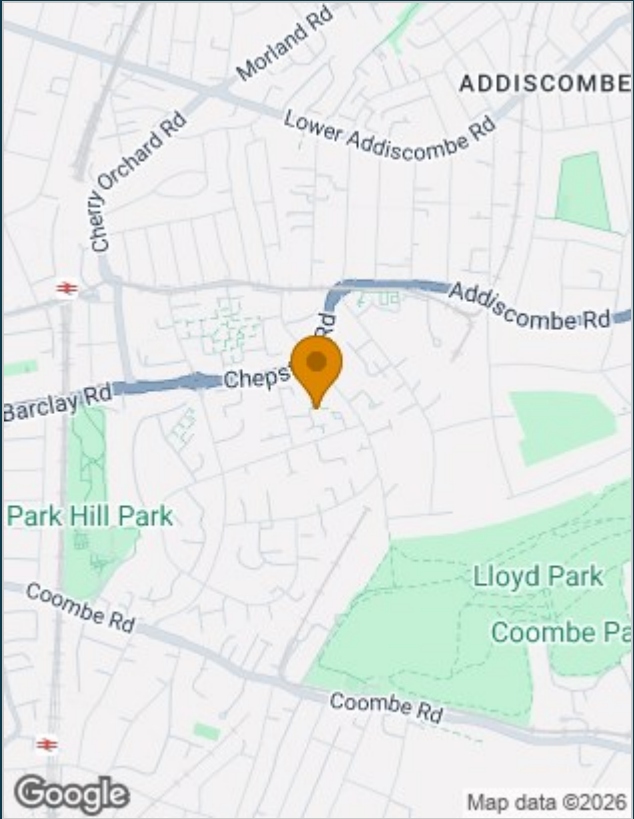 Morland Rd
ADDISCOMBE
Lower Addiscombe Rd
Cherry Orchard Rd
Addiscombe Rd
Rd
Barclay Rd
Park Hill Park
Lloyd Park
Coombe Rd
Coombe Pa
Coombe Rd
Google
Map data ©2026